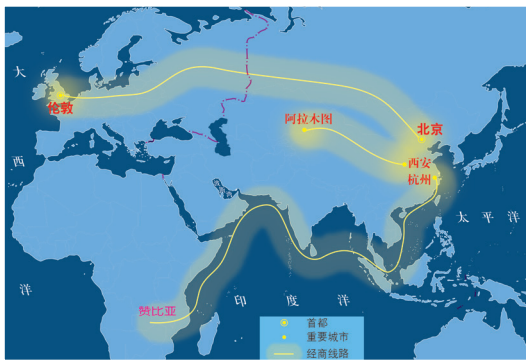 大
西
洋
伦敦
阿拉木图
北京
西安
杭州
太平洋
赞比亚
印度洋
首都
重要城市
经商线路